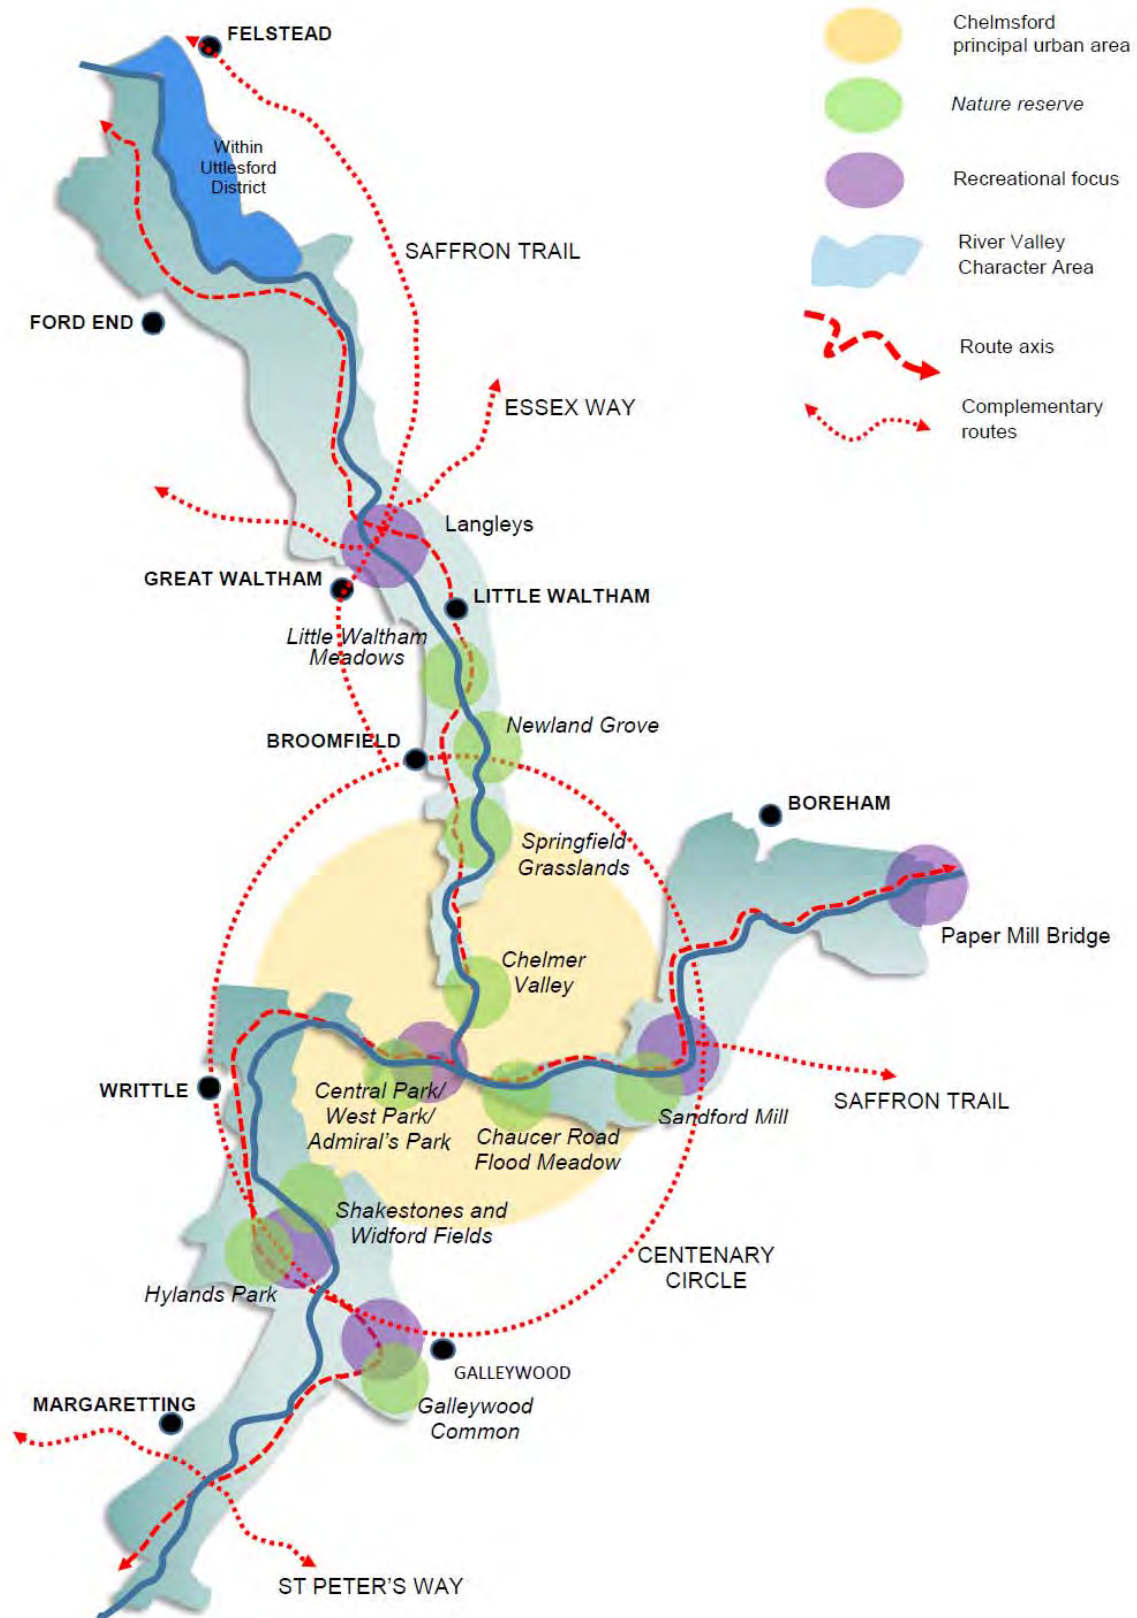 FELSTEAD
Chelmsford
principal urban area
Nature reserve
Within
Uttlesford
District
Recreational focus
SAFFRON TRAIL
River Valley
Character Area
FORD END
Route axis
ESSEX WAY
Complementary
routes
Langleys
GREAT WALTHAM
LITTLE WALTHAM
Little Waltham
Meadows
Newland Grove
BROOMFIELD
BOREHAM
Springfield
Grasslands
Paper Mill Bridge
Chelmer
Valley
WRITTLE
Central Park/
West Park/
Admiral's Park
Chaucer Road
Flood Meadow
Sandford Mill
SAFFRON TRAIL
Shakestones and
Widford Fields
CENTENARY
CIRCLE
Hylands Park
GALLEYWOOD
MARGARETTING
Galleywood
Common
ST PETER'S WAY